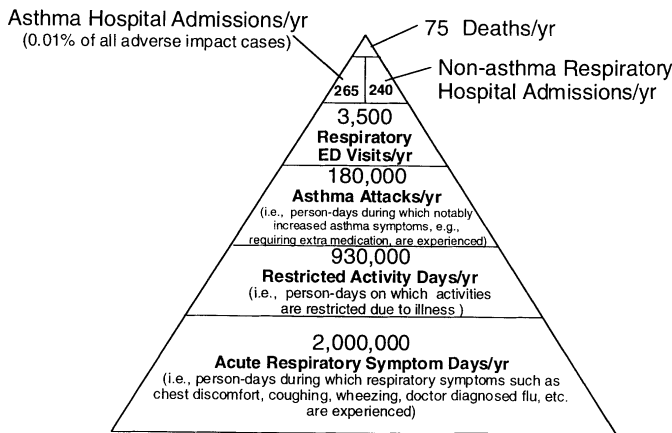 Asthma Hospital Admissions/yr
(0.01% of all adverse impact cases)
75 Deaths/yr
Non-asthma Respiratory
Hospital Admissions/yr
265 240
3,500
Respiratory
ED Visits/yr
180,000
Asthma Attacks/yr
(i.e., person-days during which notably
increased asthma symptoms, e.g.,
requiring extra medication, are experienced)
930,000
Restricted Activity Days/yr
(i.e., person-days on which activities
are restricted due to illness )
2,000,000
Acute Respiratory Symptom Days/yr
(i.e., person-days during which respiratory symptoms such as
chest discomfort, coughing, wheezing, doctor diagnosed flu, etc.
are experienced)